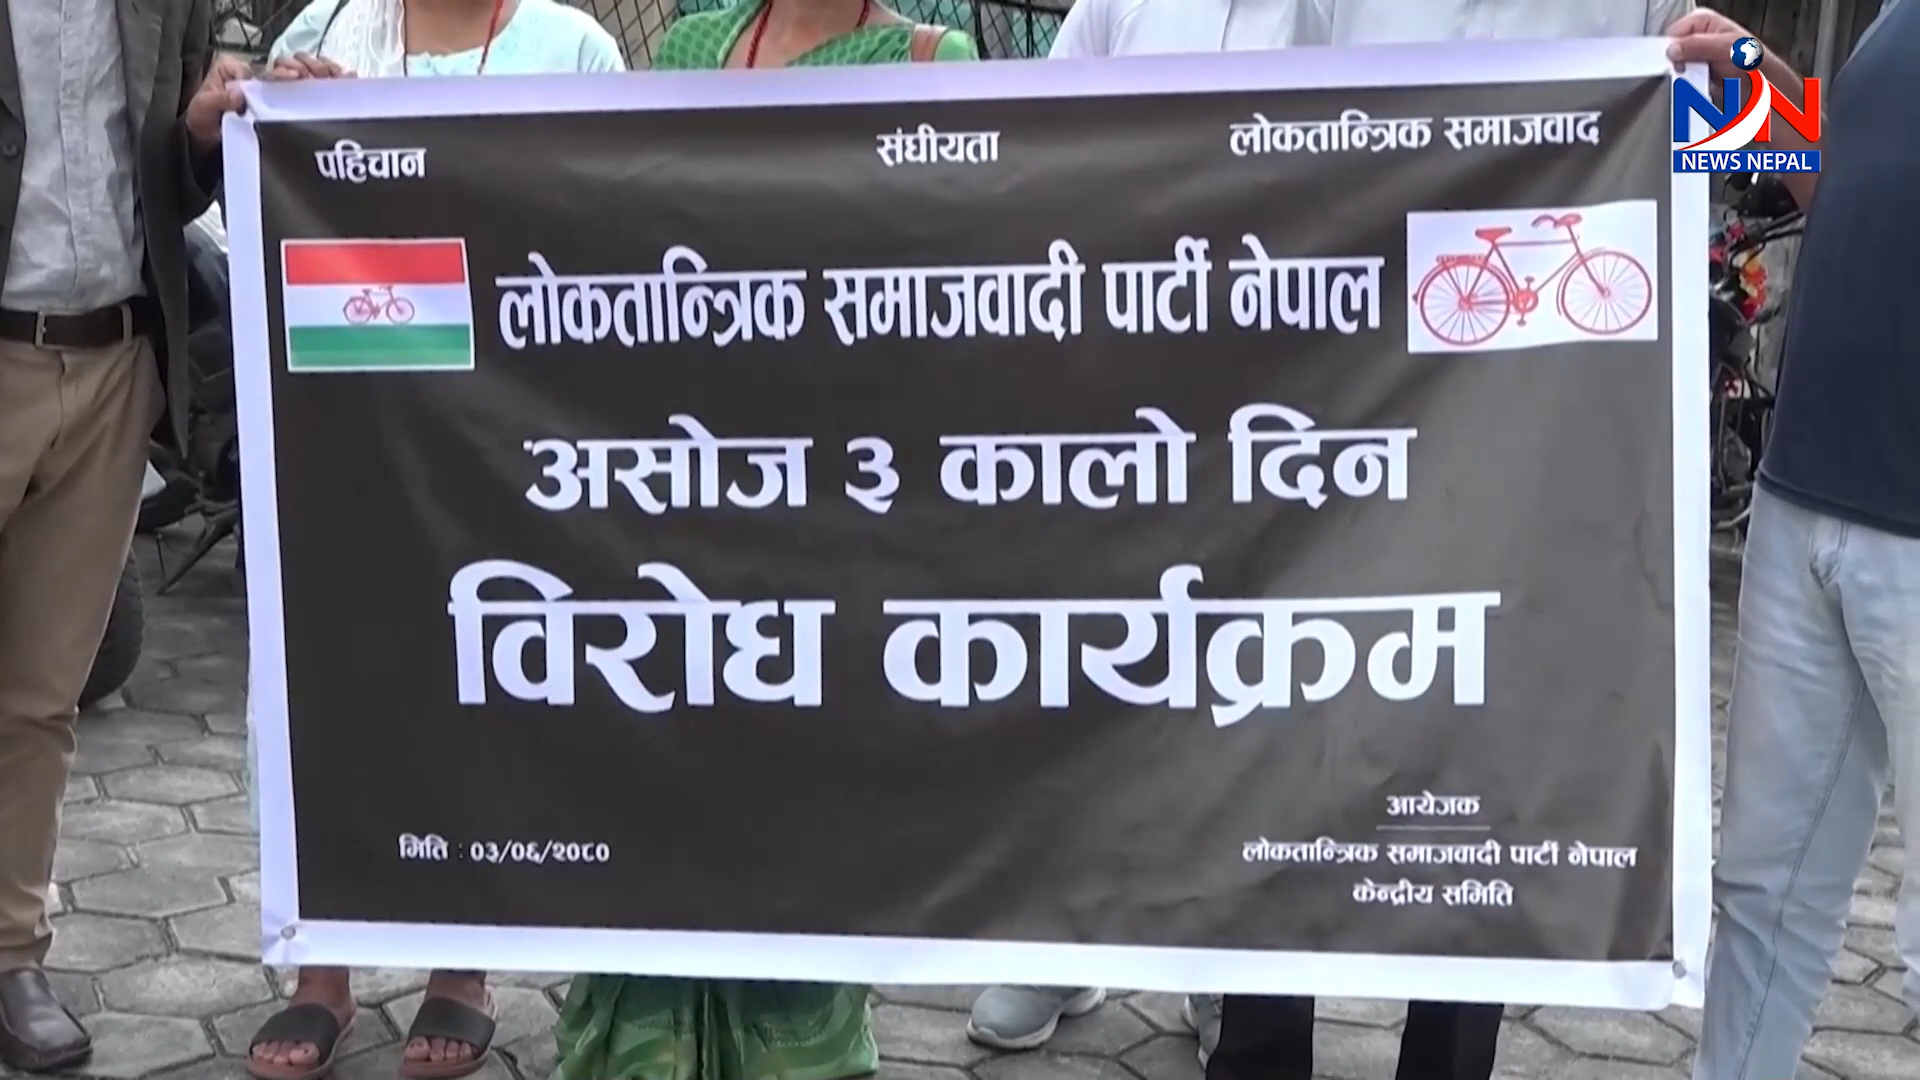 पहिचान संघीयता लोकतान्त्रिक समाजवाद
NN
NEWS NEPAL
लोकतान्त्रिक समाजवादी पार्टी नेपाल
असोज ३ कालो दिन
विरोध कार्यक्रम
आयेजक
मिति : ०३/०६/२०८० लोकतान्त्रिक समाजवादी पार्टी नेपाल
केन्द्रीय समिति